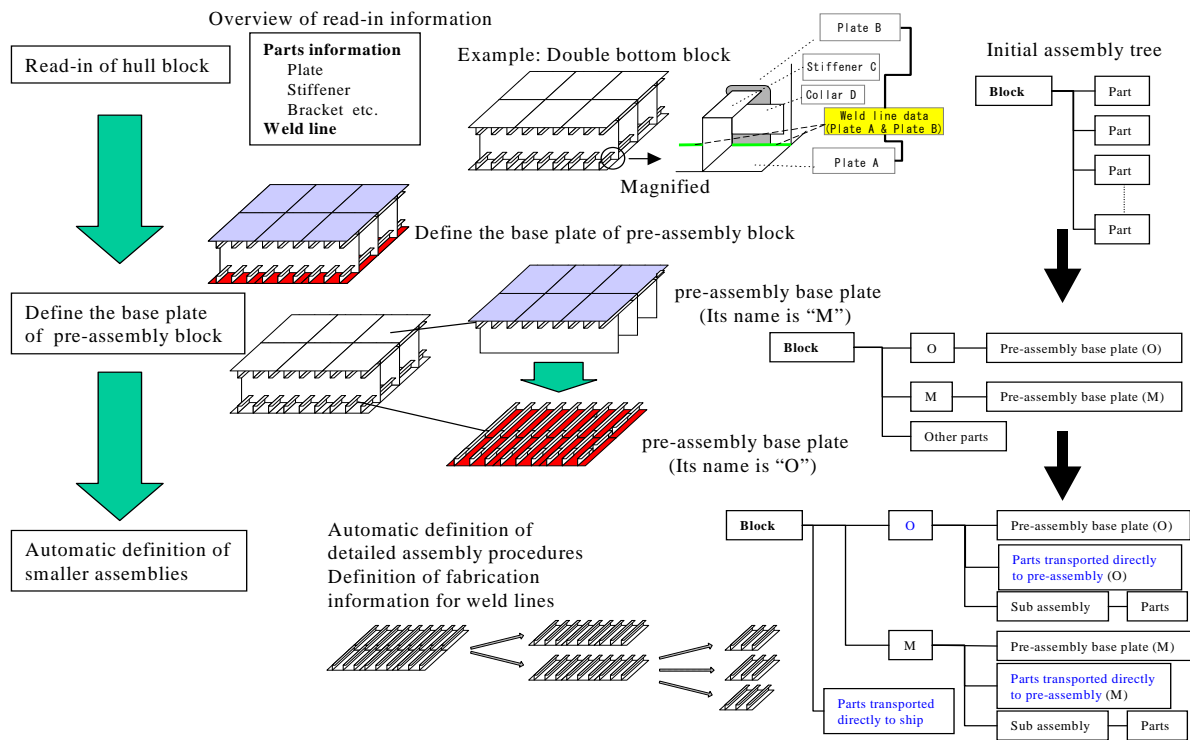 Overview of read-in information
Read-in of hull block
Parts information
Plate
Stiffener
Bracket etc.
Weld line
Example: Double bottom block
Magnified
Plate B
Stiffener C
Collar D
Weld line data
(Plate A & Plate B)
Plate A
Initial assembly tree
Block
Part
Part
Part
Part
Define the base plate of pre-assembly block
Define the base plate
of pre-assembly block
pre-assembly base plate
(Its name is “M”)
pre-assembly base plate
(Its name is “O”)
Block
O
Pre-assembly base plate (O)
M
Pre-assembly base plate (M)
Other parts
Automatic definition of
smaller assemblies
Automatic definition of
detailed assembly procedures
Definition of fabrication
information for weld lines
Block
O
Pre-assembly base plate (O)
Parts transported directly
to pre-assembly (O)
Sub assembly
Parts
M
Pre-assembly base plate (M)
Parts transported directly
to pre-assembly (M)
Sub assembly
Parts
Parts transported
directly to ship